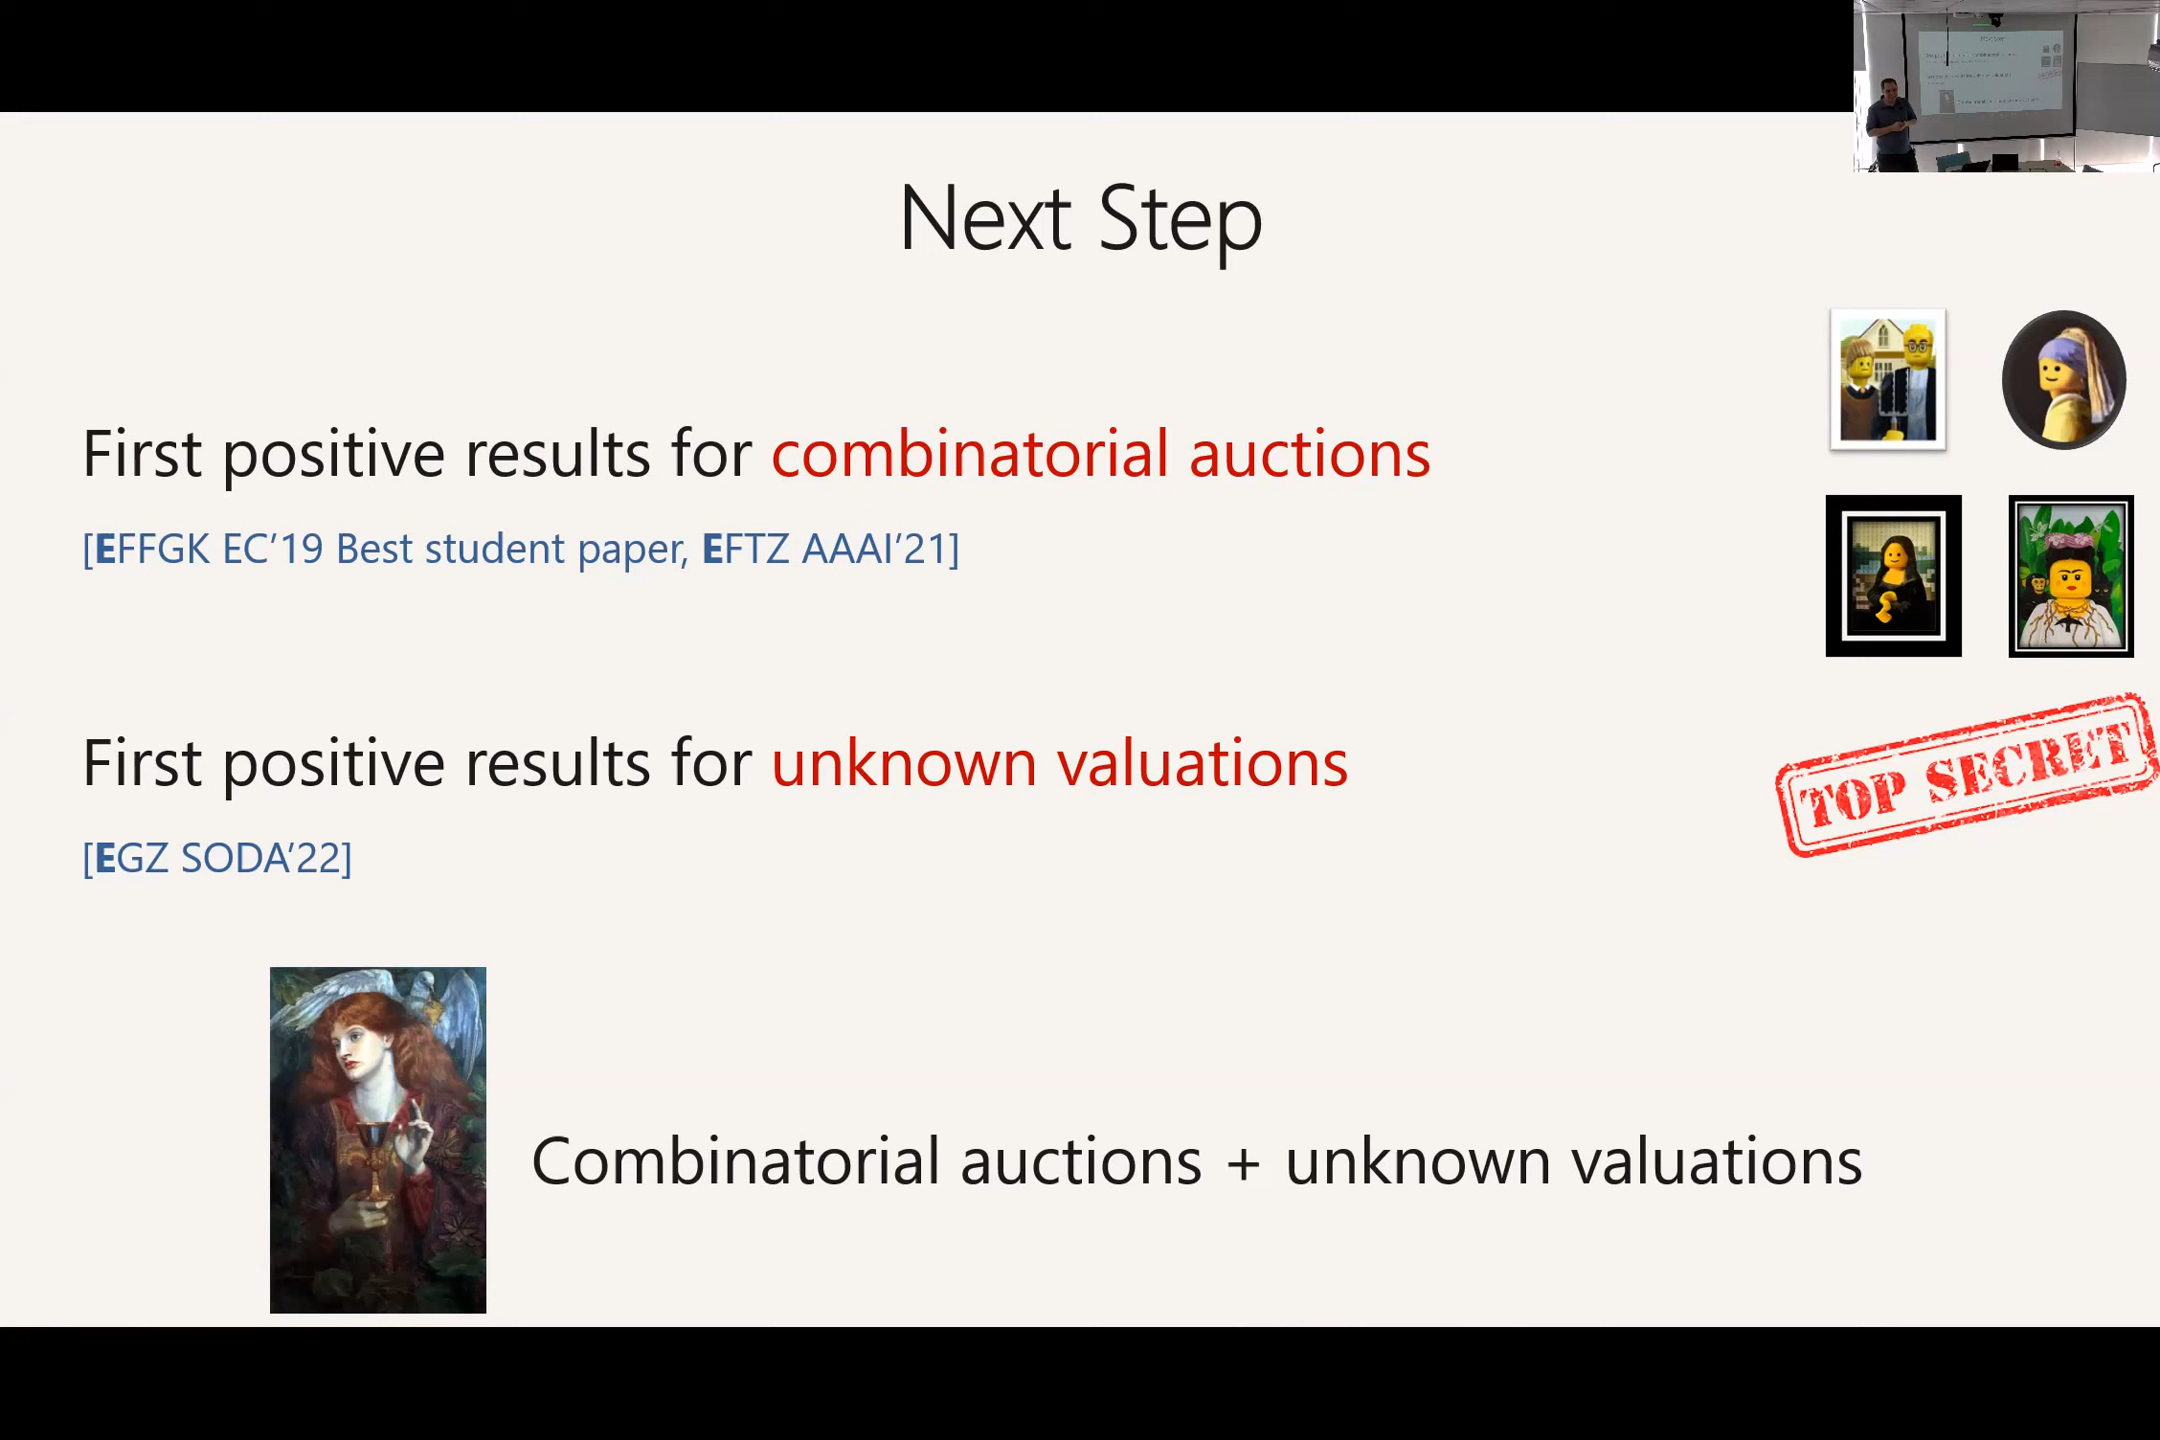 Next Step
First positive results for combinatorial auctions
[EFFGK EC’19 Best student paper, EFTZ AAAI’21]
First positive results for unknown valuations
TOP SECRET
[EGZ SODA’22]
Combinatorial auctions + unknown valuations